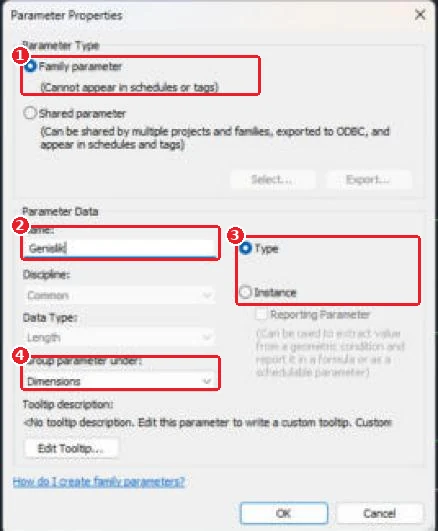 Parameter Properties
Parameter Type
1
Family parameter
(Cannot appear in schedules or tags)
Shared parameter
(Can be shared by multiple projects and families, exported to ODBC, and
appear in schedules and tags)
Select...
Export...
Parameter Data
2
Name:
Genislik
3
Type
Discipline:
Common
Instance
Data Type:
Reporting Parameter
Length
(Can be used to extract value
from a geometric condition and
report it in a formula or as a
schedulable parameter)
4
Group parameter under:
Dimensions
Tooltip description:
<No tooltip description. Edit this parameter to write a custom tooltip. Custom
Edit Tooltip...
How do I create family parameters?
OK
Cancel